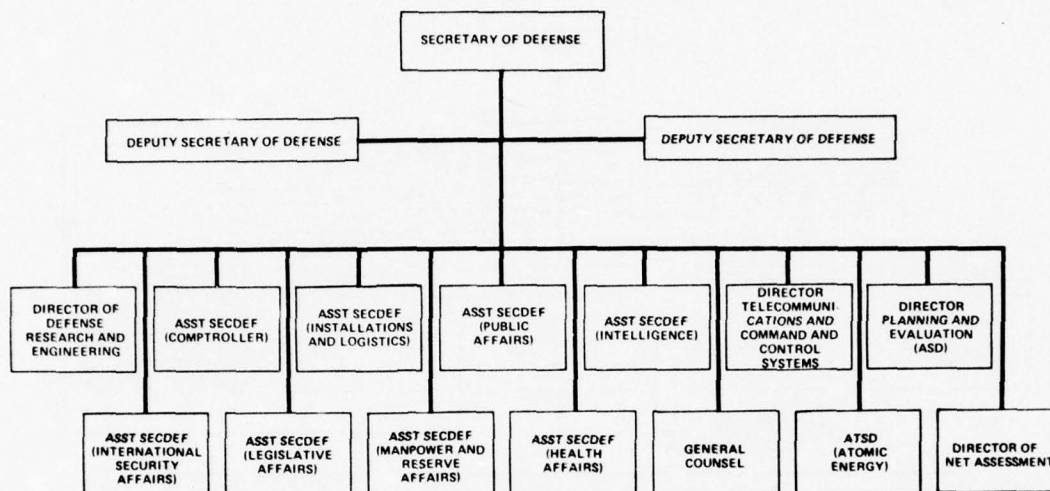 SECRETARY OF DEFENSE
DEPUTY SECRETARY OF DEFENSE
DEPUTY SECRETARY OF DEFENSE
DIRECTOR OF
DEFENSE
RESEARCH AND
ENGINEERING
ASST SECDEF
(COMPTROLLER)
ASST SECDEF
(INSTALLATIONS
AND LOGISTICS)
ASST SECDEF
(PUBLIC
AFFAIRS)
ASST SECDEF
(INTELLIGENCE)
DIRECTOR
TELECOMMUNI-
CATIONS AND
COMMAND AND
CONTROL
SYSTEMS
DIRECTOR
PLANNING AND
EVALUATION
(ASD)
ASST SECDEF
(INTERNATIONAL
SECURITY
AFFAIRS)
ASST SECDEF
(LEGISLATIVE
AFFAIRS)
ASST SECDEF
(MANPOWER AND
RESERVE
AFFAIRS)
ASST SECDEF
(HEALTH
AFFAIRS)
GENERAL
COUNSEL
ATSD
(ATOMIC
ENERGY)
DIRECTOR OF
NET ASSESSMENT